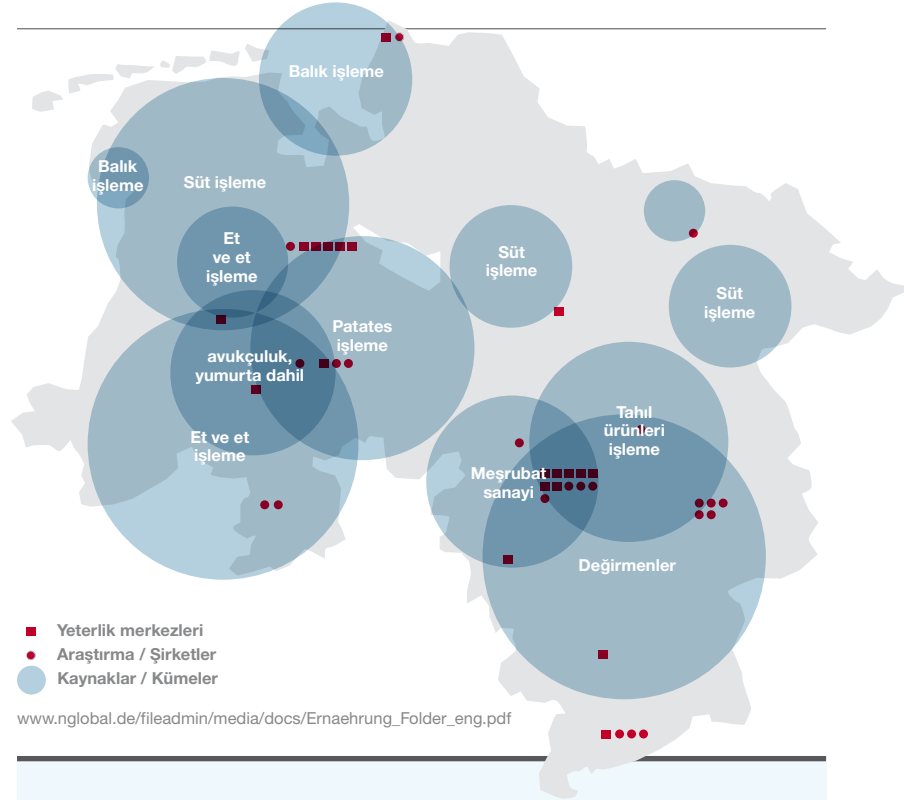 Balık işleme
Balık
işleme
Süt işleme
Et
ve et
işleme
Süt
işleme
Süt
işleme
Patates
işleme
avukçuluk,
yumurta dahil
Et ve et
işleme
Tahıl
ürünleri
işleme
Meşrubat
sanayi
Değirmenler
Yeterlik merkezleri
Araştırma / Şirketler
Kaynaklar / Kümeler
www.nglobal.de/fileadmin/media/docs/Ernaehrung_Folder_eng.pdf